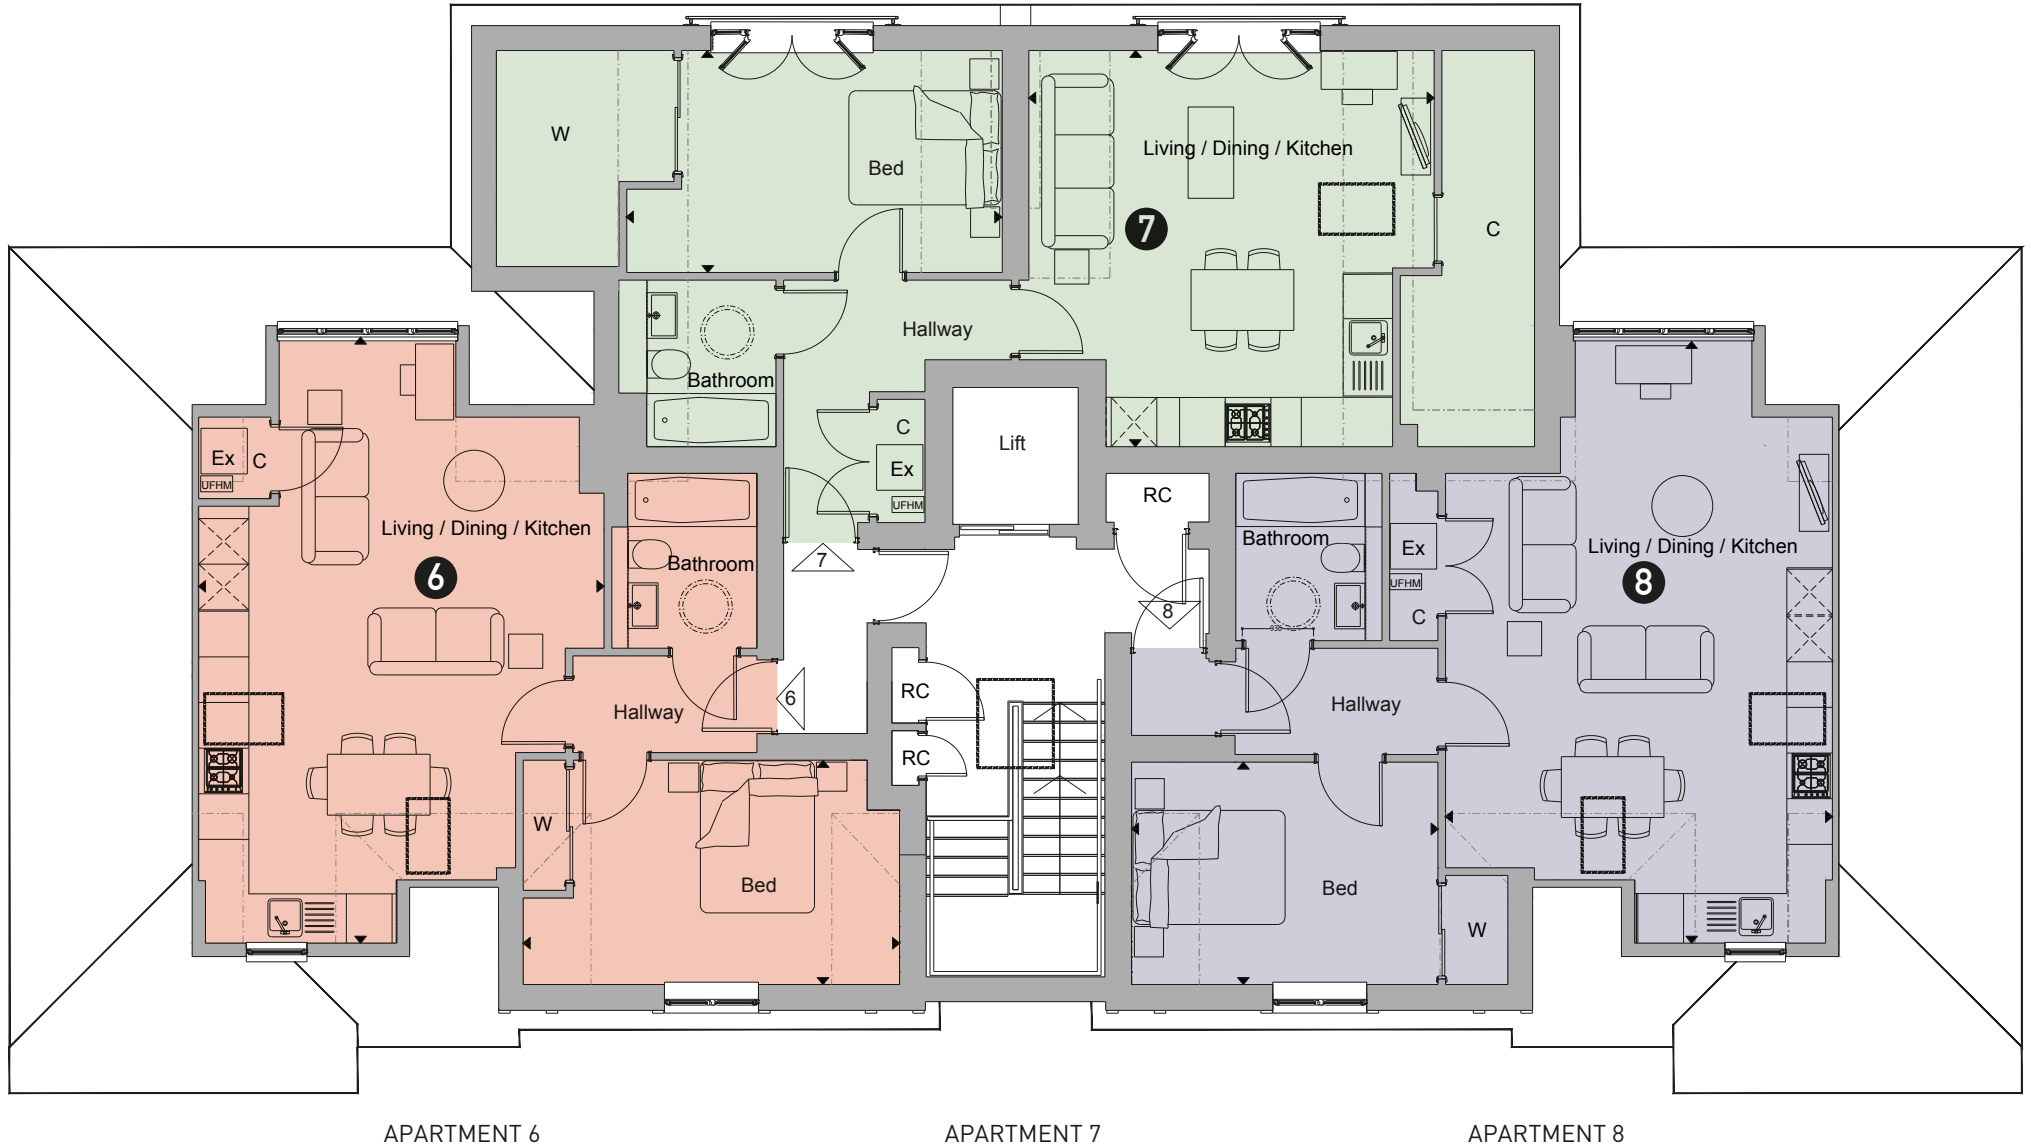 W
Bed
Living / Dining / Kitchen
7
C
Hallway
Bathroom
C
Ex
UFHM
Lift
Ex
C
UFHM
Living / Dining / Kitchen
6
Bathroom
7
RC
8
Bathroom
935
Ex
UFHM
C
Living / Dining / Kitchen
8
Hallway
6
RC
RC
Hallway
W
Bed
Bed
W
APARTMENT 6
APARTMENT 7
APARTMENT 8